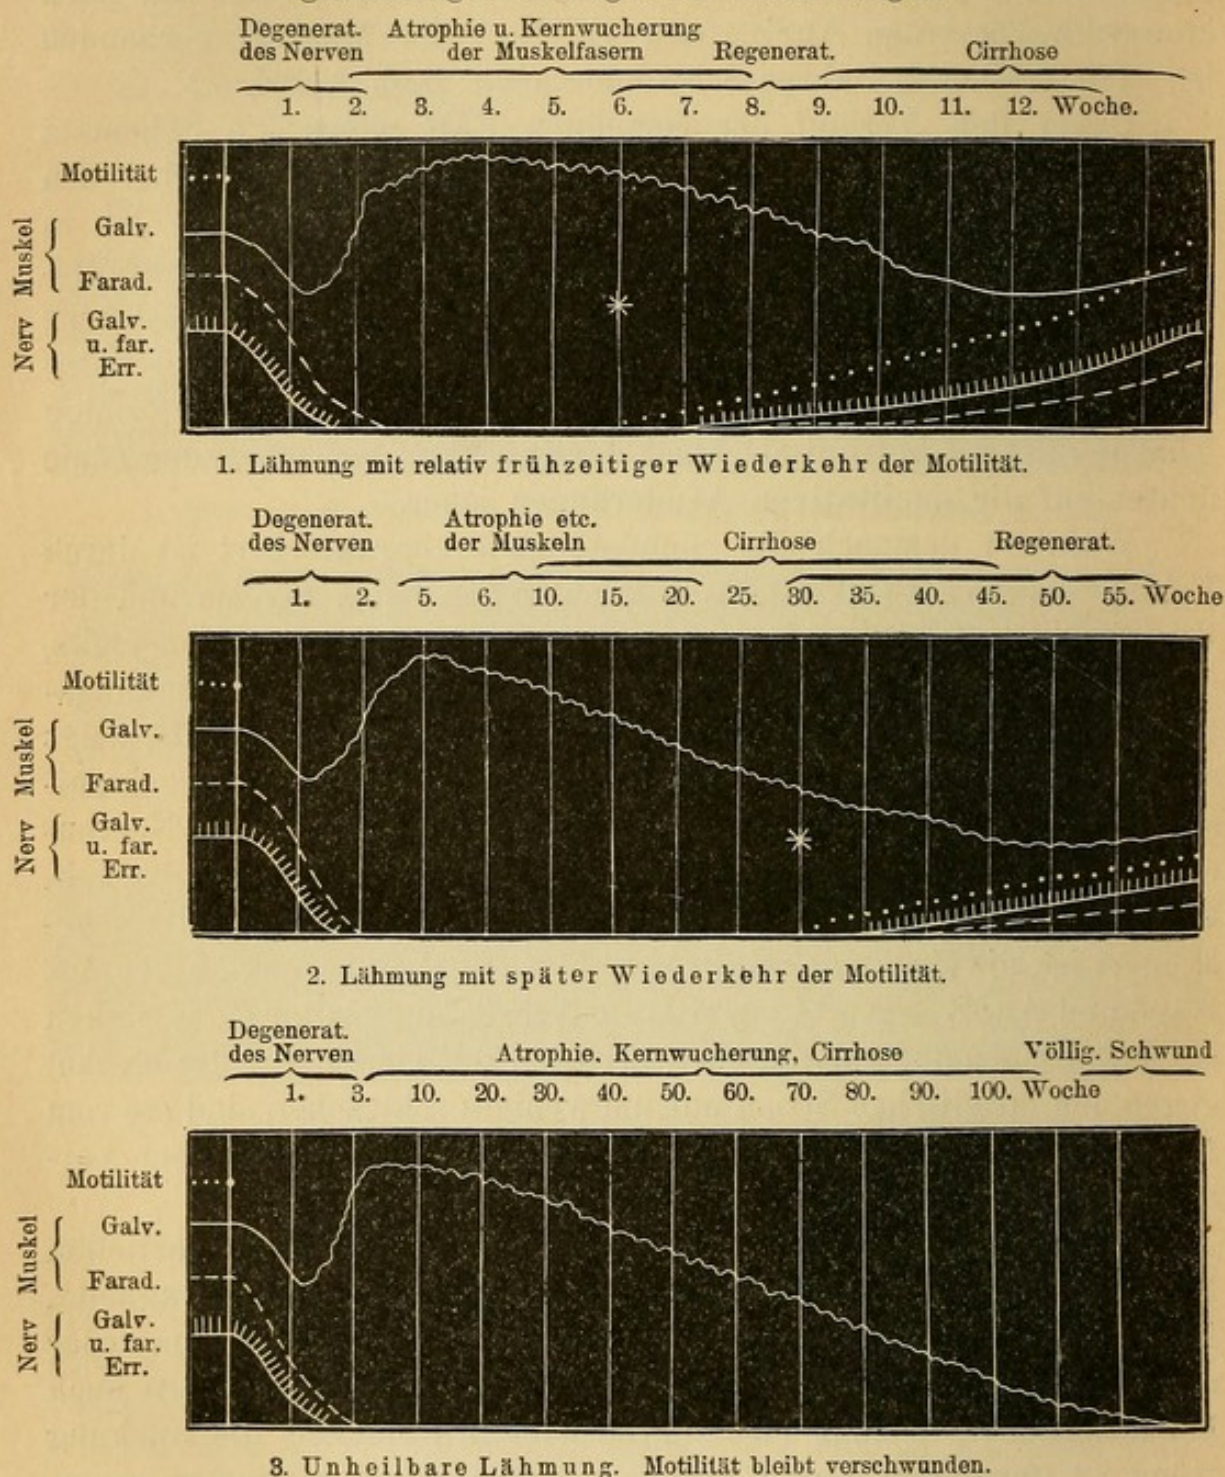 Degenerat. Atrophie u. Kernwucherung
des Nerven der Muskelfasern Regenerat. Cirrhose
1. 2. 3. 4. 5. 6. 7. 8. 9. 10. 11. 12. Woche.
Motilität
Muskel
Galv.
Farad.
Nerv
Galv.
u. far.
Err.
1. Lähmung mit relativ frühzeitiger Wiederkehr der Motilität.
Degenerat. Atrophie etc.
des Nerven der Muskeln Cirrhose Regenerat.
1. 2. 5. 6. 10. 15. 20. 25. 30. 35. 40. 45. 50. 55. Woche
Motilität
Muskel
Galv.
Farad.
Nerv
Galv.
u. far.
Err.
2. Lähmung mit später Wiederkehr der Motilität.
Degenerat.
des Nerven Atrophie, Kernwucherung, Cirrhose Völlig. Schwund
1. 3. 10. 20. 30. 40. 50. 60. 70. 80. 90. 100. Woche
Motilität
Muskel
Galv.
Farad.
Nerv
Galv.
u. far.
Err.
3. Unheilbare Lähmung. Motilität bleibt verschwunden.